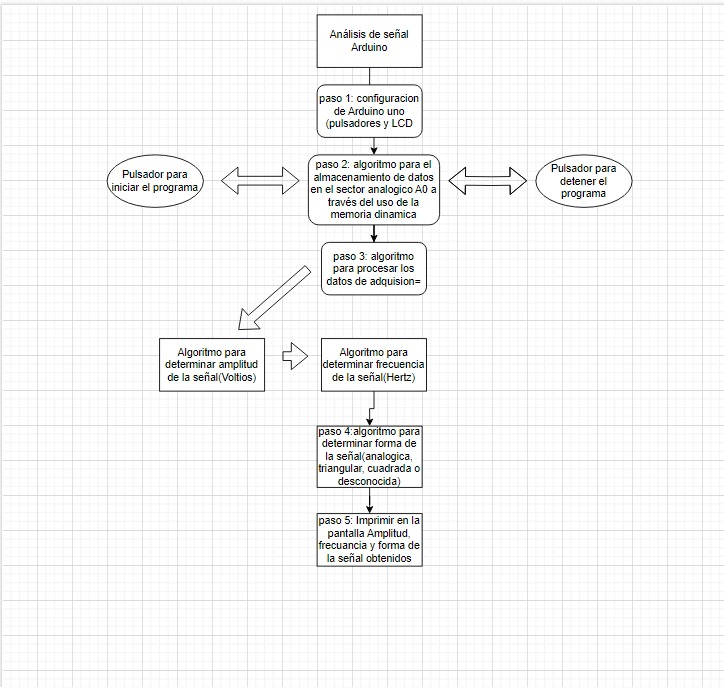 Análisis de señal
Arduino
paso 1: configuracion
de Arduino uno
(pulsadores y LCD
Pulsador para
iniciar el programa
paso 2: algoritmo para el
almacenamiento de datos
en el sector analogico A0 a
través del uso de la
memoria dinamica
Pulsador para
detener el
programa
paso 3: algoritmo
para procesar los
datos de adquision=
Algoritmo para
determinar amplitud
de la señal(Voltios)
Algoritmo para
determinar frecuencia
de la señal(Hertz)
paso 4:algoritmo para
determinar forma de
la señal(analogica,
triangular, cuadrada o
desconocida)
paso 5: Imprimir en la
pantalla Amplitud,
frecuancia y forma de
la señal obtenidos